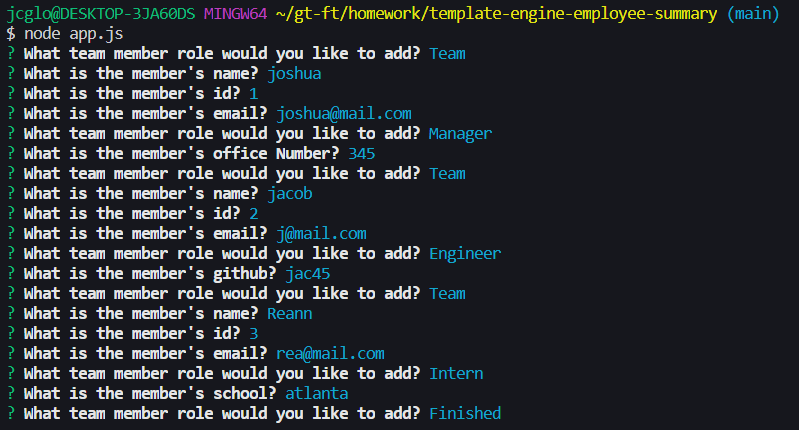 jcglo@DESKTOP-3JA60DS MINGW64 ~/gt-ft/homework/template-engine-employee-summary (main)
$ node app.js
? What team member role would you like to add? Team
? What is the member's name? joshua
? What is the member's id? 1
? What is the member's email? joshua@mail.com
? What team member role would you like to add? Manager
? What is the member's office Number? 345
? What team member role would you like to add? Team
? What is the member's name? jacob
? What is the member's id? 2
? What is the member's email? j@mail.com
? What team member role would you like to add? Engineer
? What is the member's github? jac45
? What team member role would you like to add? Team
? What is the member's name? Reann
? What is the member's id? 3
? What is the member's email? rea@mail.com
? What team member role would you like to add? Intern
? What is the member's school? atlanta
? What team member role would you like to add? Finished